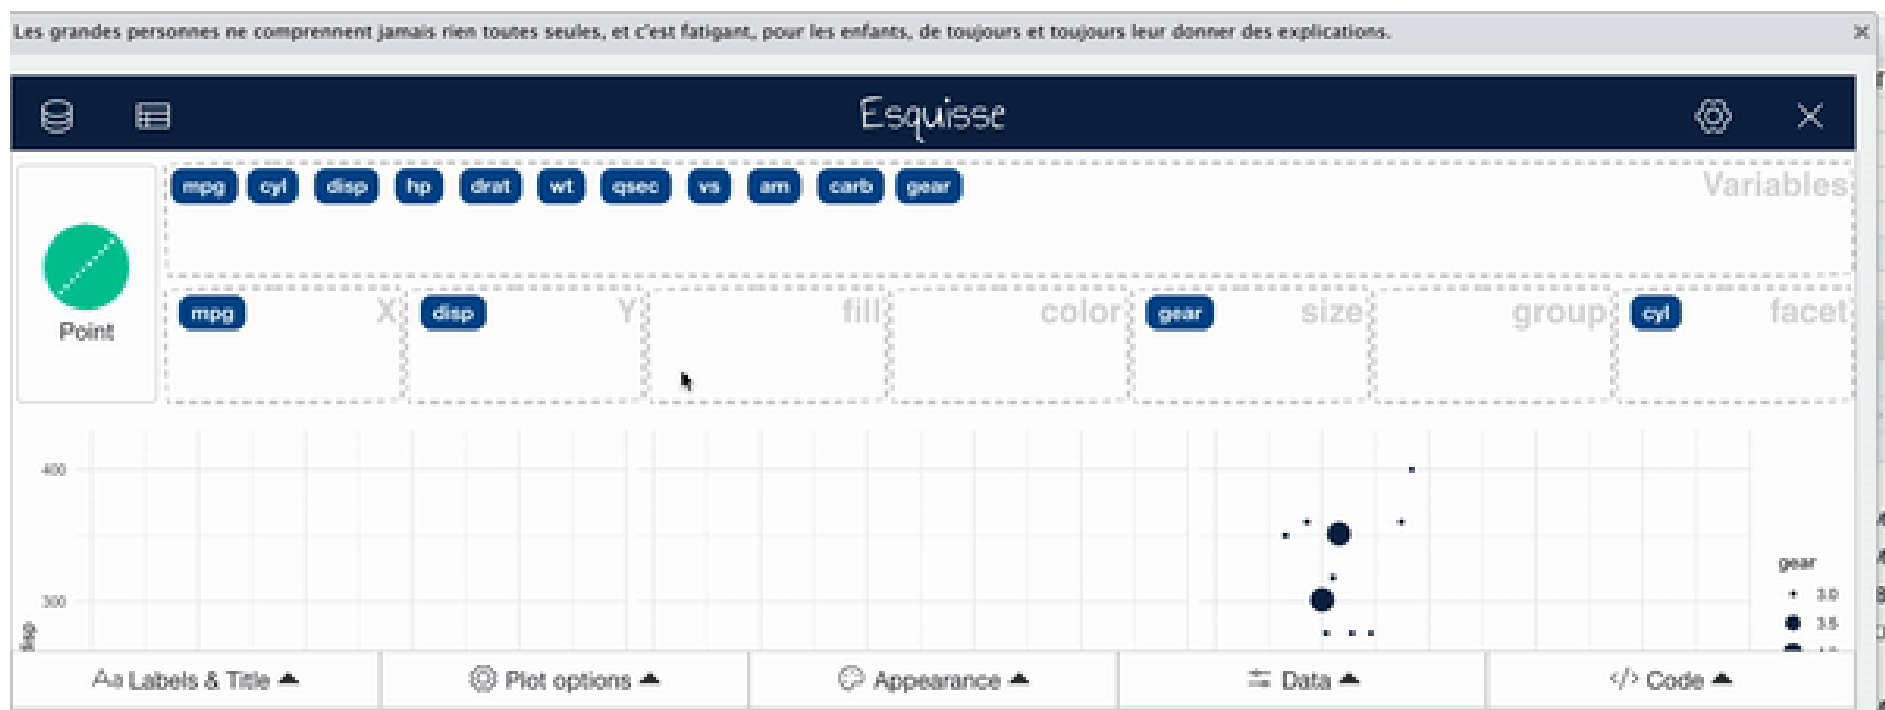 Les grandes personnes ne comprennent jamais rien toutes seules, et c'est fatigant, pour les enfants, de toujours et toujours leur donner des explications.
Esquisse
mpg cyl disp hp drat wt qsec vs am carb gear Variables
Point
mpg X disp Y fill color gear size group cyl facet
400
300
disp
gear
3.0
3.5
Aa Labels & Title Plot options Appearance Data </> Code